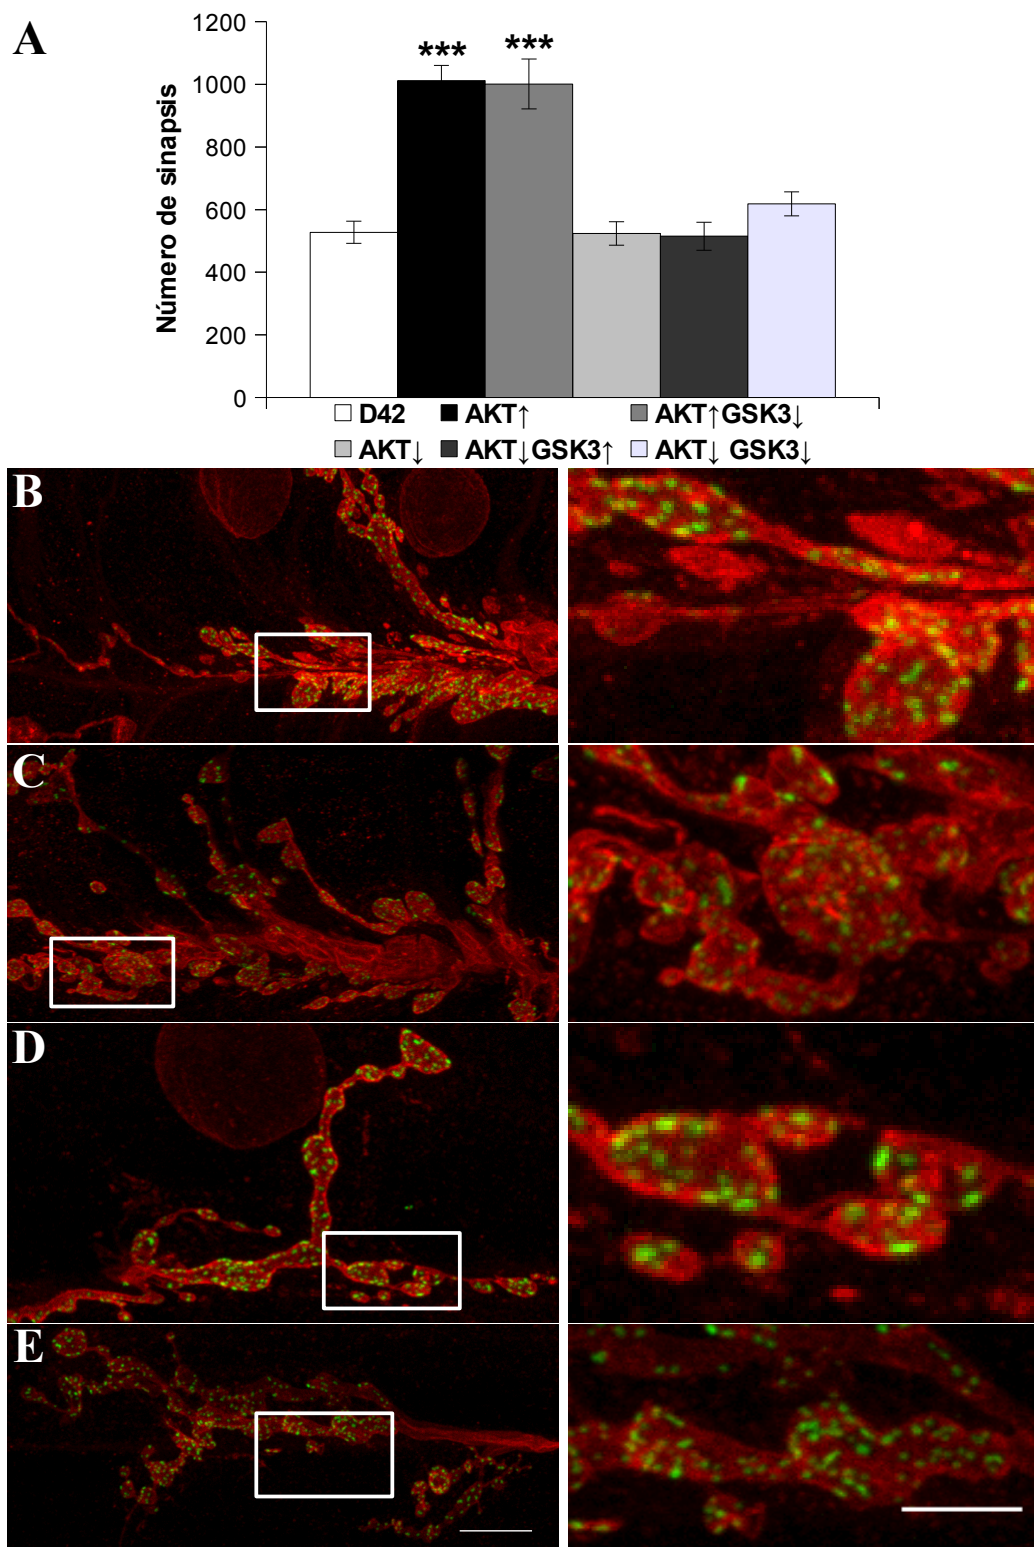 A
1200
1000
800
600
400
200
0
Número de sinapsis
*** ***
D42 AKT↑ AKT↑GSK3↓
AKT↓ AKT↓GSK3↑ AKT↓ GSK3↓
B
C
D
E